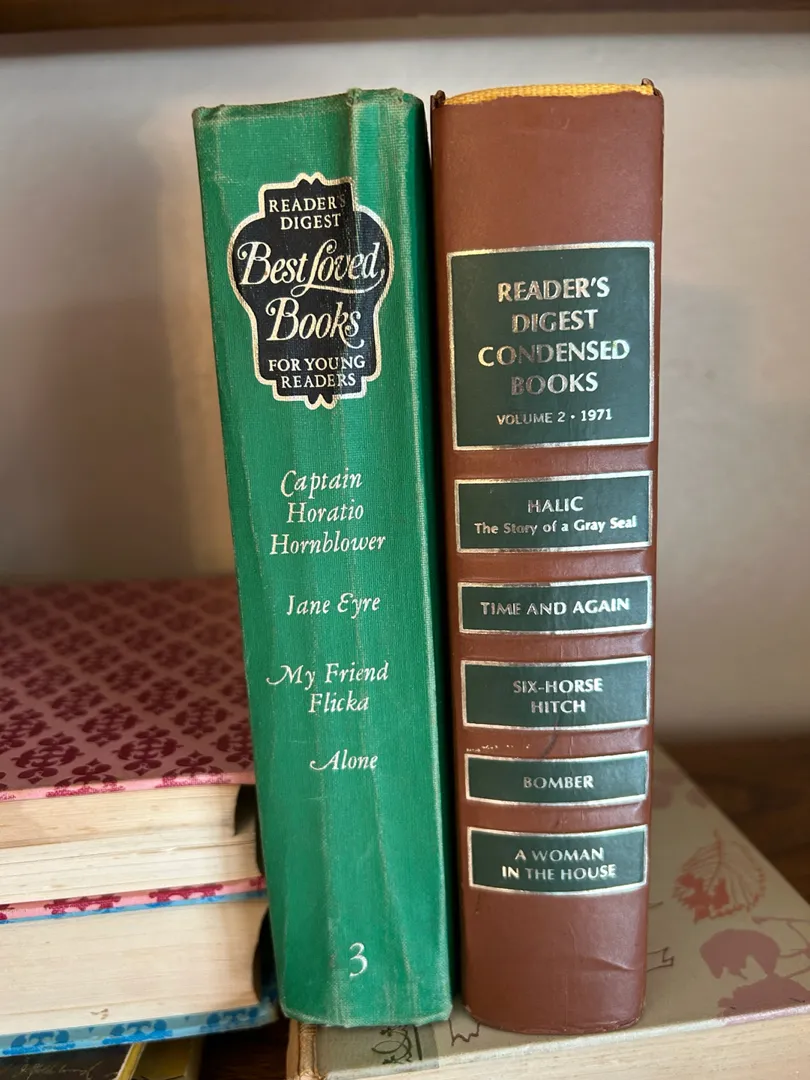 READER'S
DIGEST
Best Loved
Books
FOR YOUNG
READERS
Captain
Horatio
Hornblower
Jane Eyre
My Friend
Flicka
Alone
3
READER'S
DIGEST
CONDENSED
BOOKS
VOLUME 2 • 1971
HALIC
The Story of a Gray Seal
TIME AND AGAIN
SIX-HORSE
HITCH
BOMBER
A WOMAN
IN THE HOUSE